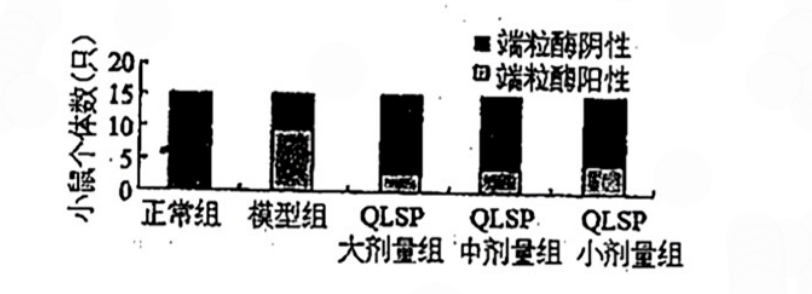 端粒酶阴性
端粒酶阳性
小鼠个体数(只)
20
15
10
5
0
正常组 模型组 QLSP QLSP QLSP
大剂量组 中剂量组 小剂量组